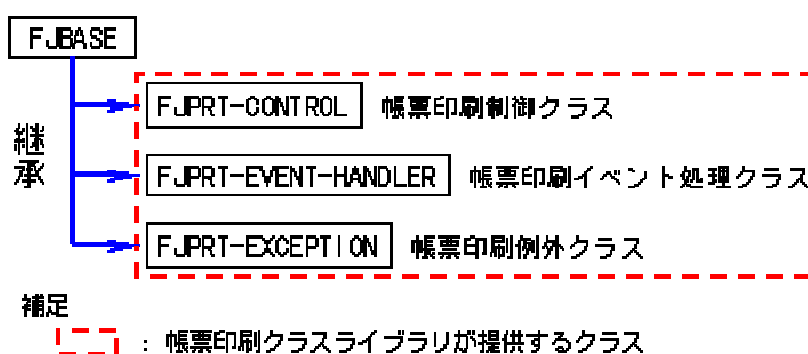 FJBASE
継承
FJPRT-CONTROL 帳票印刷制御クラス
FJPRT-EVENT-HANDLER 帳票印刷イベント処理クラス
FJPRT-EXCEPTION 帳票印刷例外クラス
補足
: 帳票印刷クラスライブラリが提供するクラス